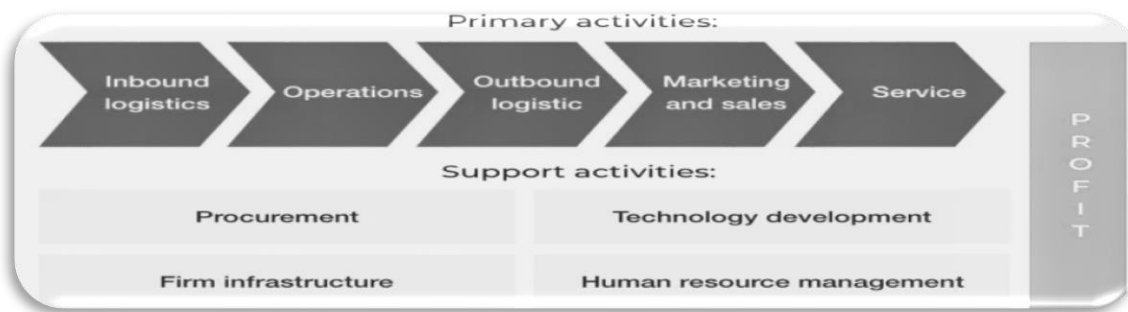 Primary activities:
Inbound
logistics
Operations
Outbound
logistic
Marketing
and sales
Service
Support activities:
Procurement
Technology development
Firm infrastructure
Human resource management
PROFIT